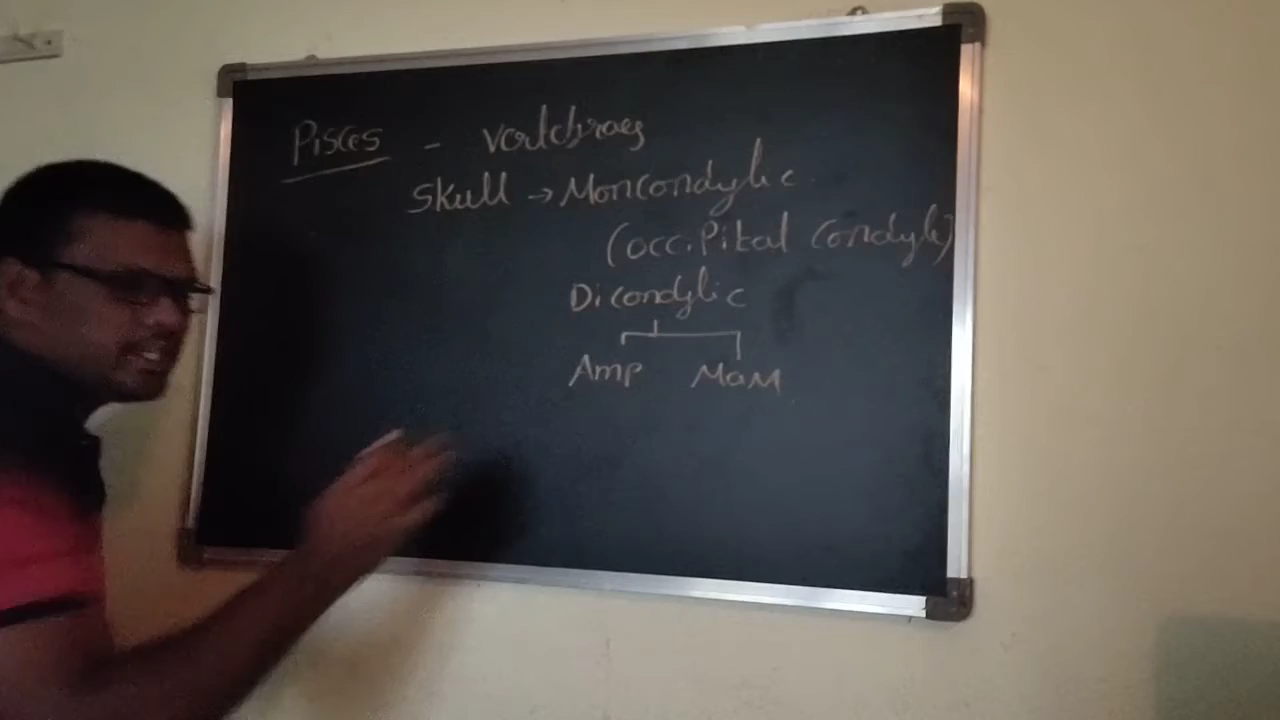 Pisces - vertebraes
Skull → Moncondylic
(occipital condyle)
Dicondylic
Amp MaM